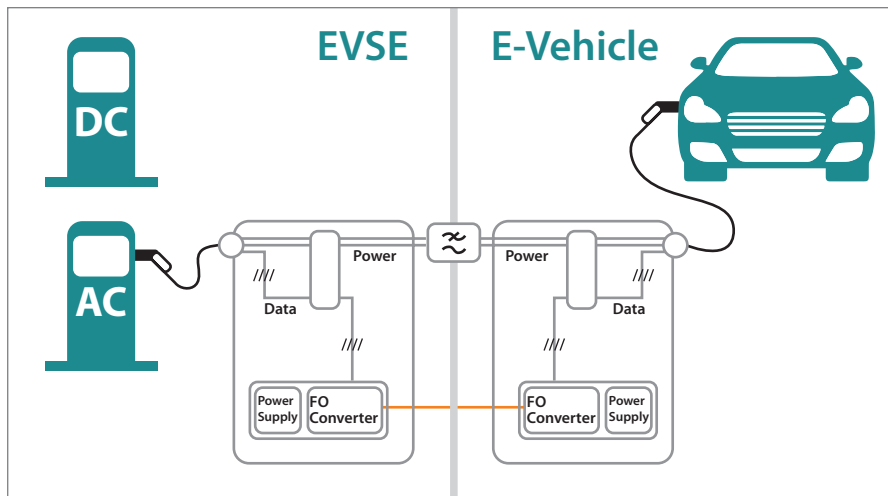 EVSE
E-Vehicle
DC
AC
Power
Power
Data
Data
Power
Supply
FO
Converter
FO
Converter
Power
Supply